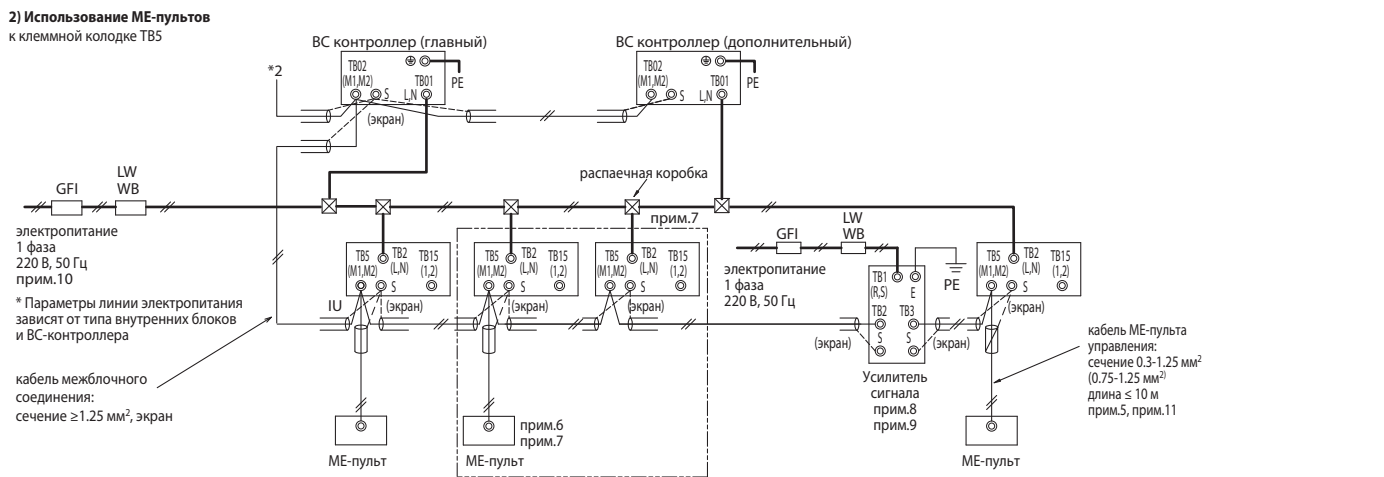 2) Использование МЕ-пультов
к клеммной колодке ТВ5
ВС контроллер (главный)
ВС контроллер (дополнительный)
*2
TB02
(M1,M2)
S
TB01
L,N
PE
(экран)
TB02
(M1,M2)
S
TB01
L,N
PE
распаечная коробка
GFI
LW
WB
прим.7
электропитание
1 фаза
220 В, 50 Гц
прим.10
* Параметры линии электропитания
зависят от типа внутренних блоков
и ВС-контроллера
кабель межблочного
соединения:
сечение ≥1.25 мм², экран
IU
TB5
(M1,M2)
S
TB2
(L,N)
TB15
(1,2)
(экран)
TB5
(M1,M2)
S
TB2
(L,N)
TB15
(1,2)
(экран)
TB5
(M1,M2)
S
TB2
(L,N)
TB15
(1,2)
(экран)
GFI
LW
WB
электропитание
1 фаза
220 В, 50 Гц
TB1
(R,S)
E
PE
TB2
TB3
S
S
(экран)
(экран)
Усилитель
сигнала
прим.8
прим.9
TB5
(M1,M2)
S
TB2
(L,N)
TB15
(1,2)
(экран)
кабель МЕ-пульта
управления:
сечение 0.3-1.25 мм²
(0.75-1.25 мм²⁾
длина ≤ 10 м
прим.5, прим.11
МЕ-пульт
прим.6
прим.7
МЕ-пульт
МЕ-пульт